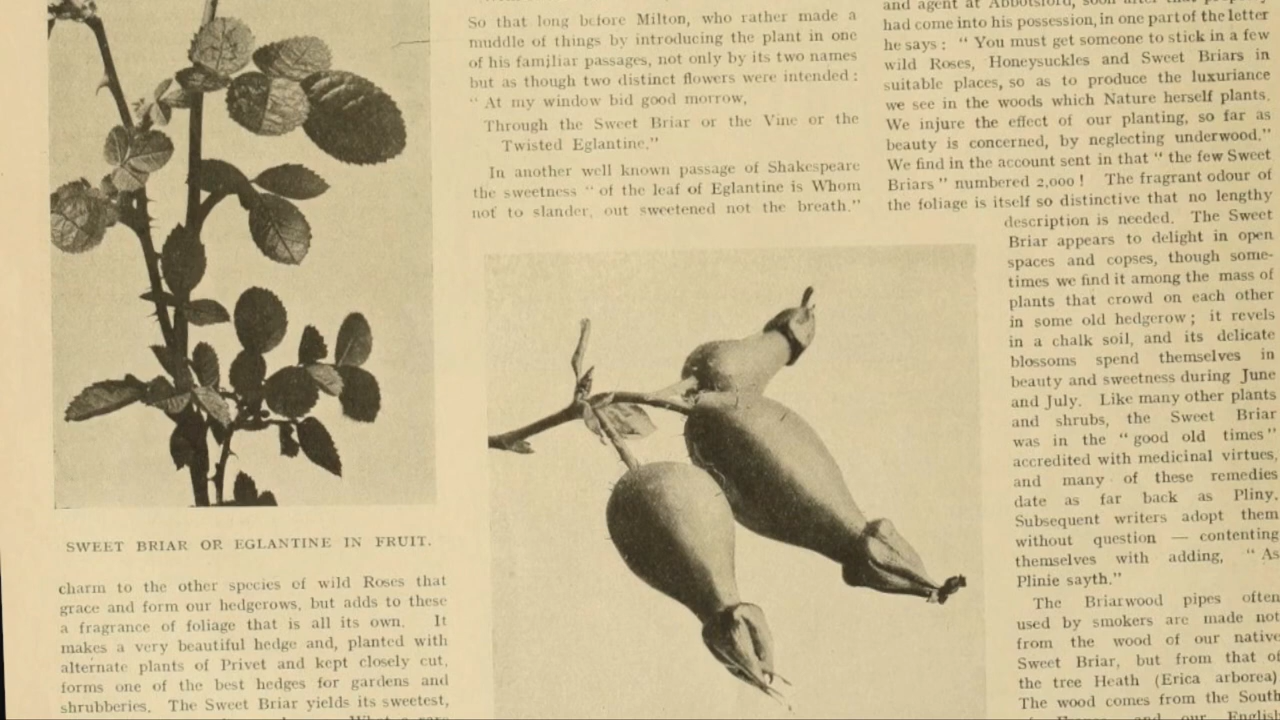 SWEET BRIAR OR EGLANTINE IN FRUIT.
charm to the other species of wild Roses that
grace and form our hedgerows, but adds to these
a fragrance of foliage that is all its own. It
makes a very beautiful hedge and, planted with
alternate plants of Privet and kept closely cut,
forms one of the best hedges for gardens and
shrubberies. The Sweet Briar yields its sweetest,
So that long before Milton, who rather made a
muddle of things by introducing the plant in one
of his familiar passages, not only by its two names
but as though two distinct flowers were intended:
" At my window bid good morrow,
Through the Sweet Briar or the Vine or the
Twisted Eglantine."
In another well known passage of Shakespeare
the sweetness " of the leaf of Eglantine is Whom
not to slander, out sweetened not the breath."
and agent at Abbotsford, soon after
had come into his possession, in one part of the letter
he says: " You must get someone to stick in a few
wild Roses, Honeysuckles and Sweet Briars in
suitable places, so as to produce the luxuriance
we see in the woods which Nature herself plants.
We injure the effect of our planting, so far as
beauty is concerned, by neglecting underwood."
We find in the account sent in that " the few Sweet
Briars " numbered 2,000! The fragrant odour of
the foliage is itself so distinctive that no lengthy
description is needed. The Sweet
Briar appears to delight in open
spaces and copses, though some-
times we find it among the mass of
plants that crowd on each other
in some old hedgerow; it revels
in a chalk soil, and its delicate
blossoms spend themselves in
beauty and sweetness during June
and July. Like many other plants
and shrubs, the Sweet Briar
was in the " good old times "
accredited with medicinal virtues,
and many of these remedies
date as far back as Pliny.
Subsequent writers adopt them
without question — contenting
themselves with adding, " As
Plinie sayth."
The Briarwood pipes often
used by smokers are made not
from the wood of our native
Sweet Briar, but from that of
the tree Heath (Erica arborea)
The wood comes from the South
and our English